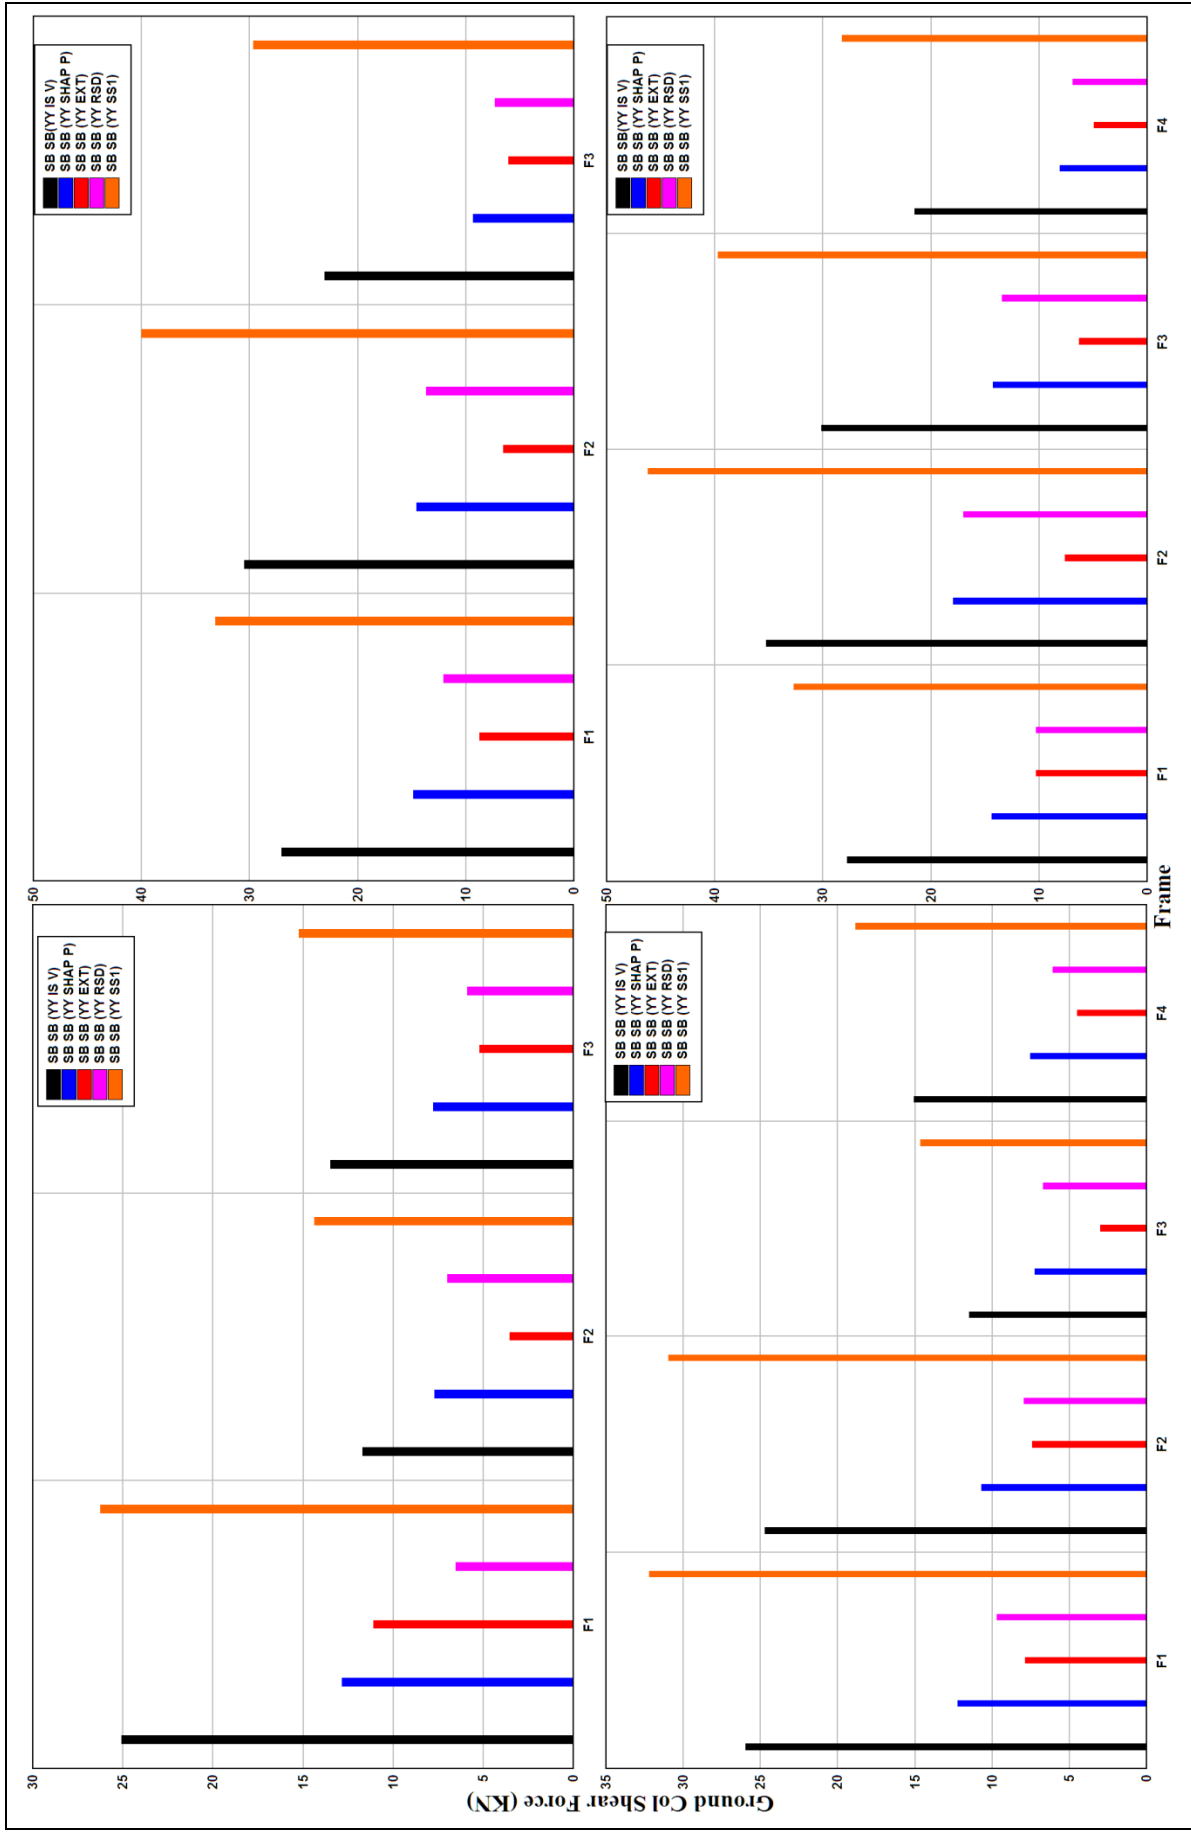 Ground Col Shear Force (KN)
30
25
20
15
10
5
0
SB SB (YY IS V)
SB SB (YY SHAP P)
SB SB (YY EXT)
SB SB (YY RSD)
SB SB (YY SS1)
F1
F2
F3
50
40
30
20
10
0
SB SB(YY IS V)
SB SB (YY SHAP P)
SB SB (YY EXT)
SB SB (YY RSD)
SB SB (YY SS1)
F1
F2
F3
35
30
25
20
15
10
5
0
SB SB (YY IS V)
SB SB (YY SHAP P)
SB SB (YY EXT)
SB SB (YY RSD)
SB SB (YY SS1)
F1
F2
F3
F4
50
40
30
20
10
0
SB SB(YY IS V)
SB SB (YY SHAP P)
SB SB (YY EXT)
SB SB (YY RSD)
SB SB (YY SS1)
F1
F2
F3
F4
Frame